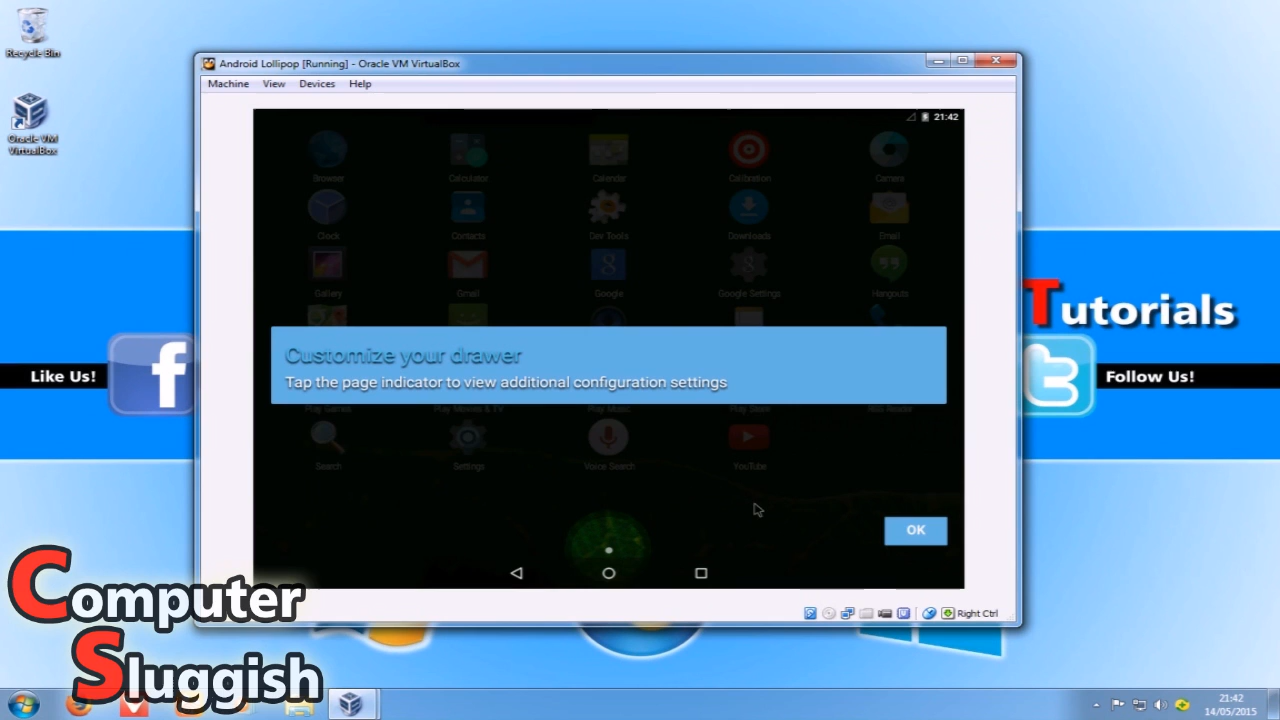 Recycle Bin
Oracle VM
VirtualBox
Android Lollipop [Running] - Oracle VM VirtualBox
Machine View Devices Help
21:42
Browser Calculator Calendar Calibration Camera
Clock Contacts Dev Tools Downloads Email
Gallery Gmail Google Google Settings Hangouts
Customize your drawer
Tap the page indicator to view additional configuration settings
Play Games Play Movies & TV Play Music Play Store RSS Reader
Search Settings Voice Search YouTube
OK
Right Ctrl
Like Us!
Tutorials
Follow Us!
Computer
Sluggish
21:42
14/05/2015